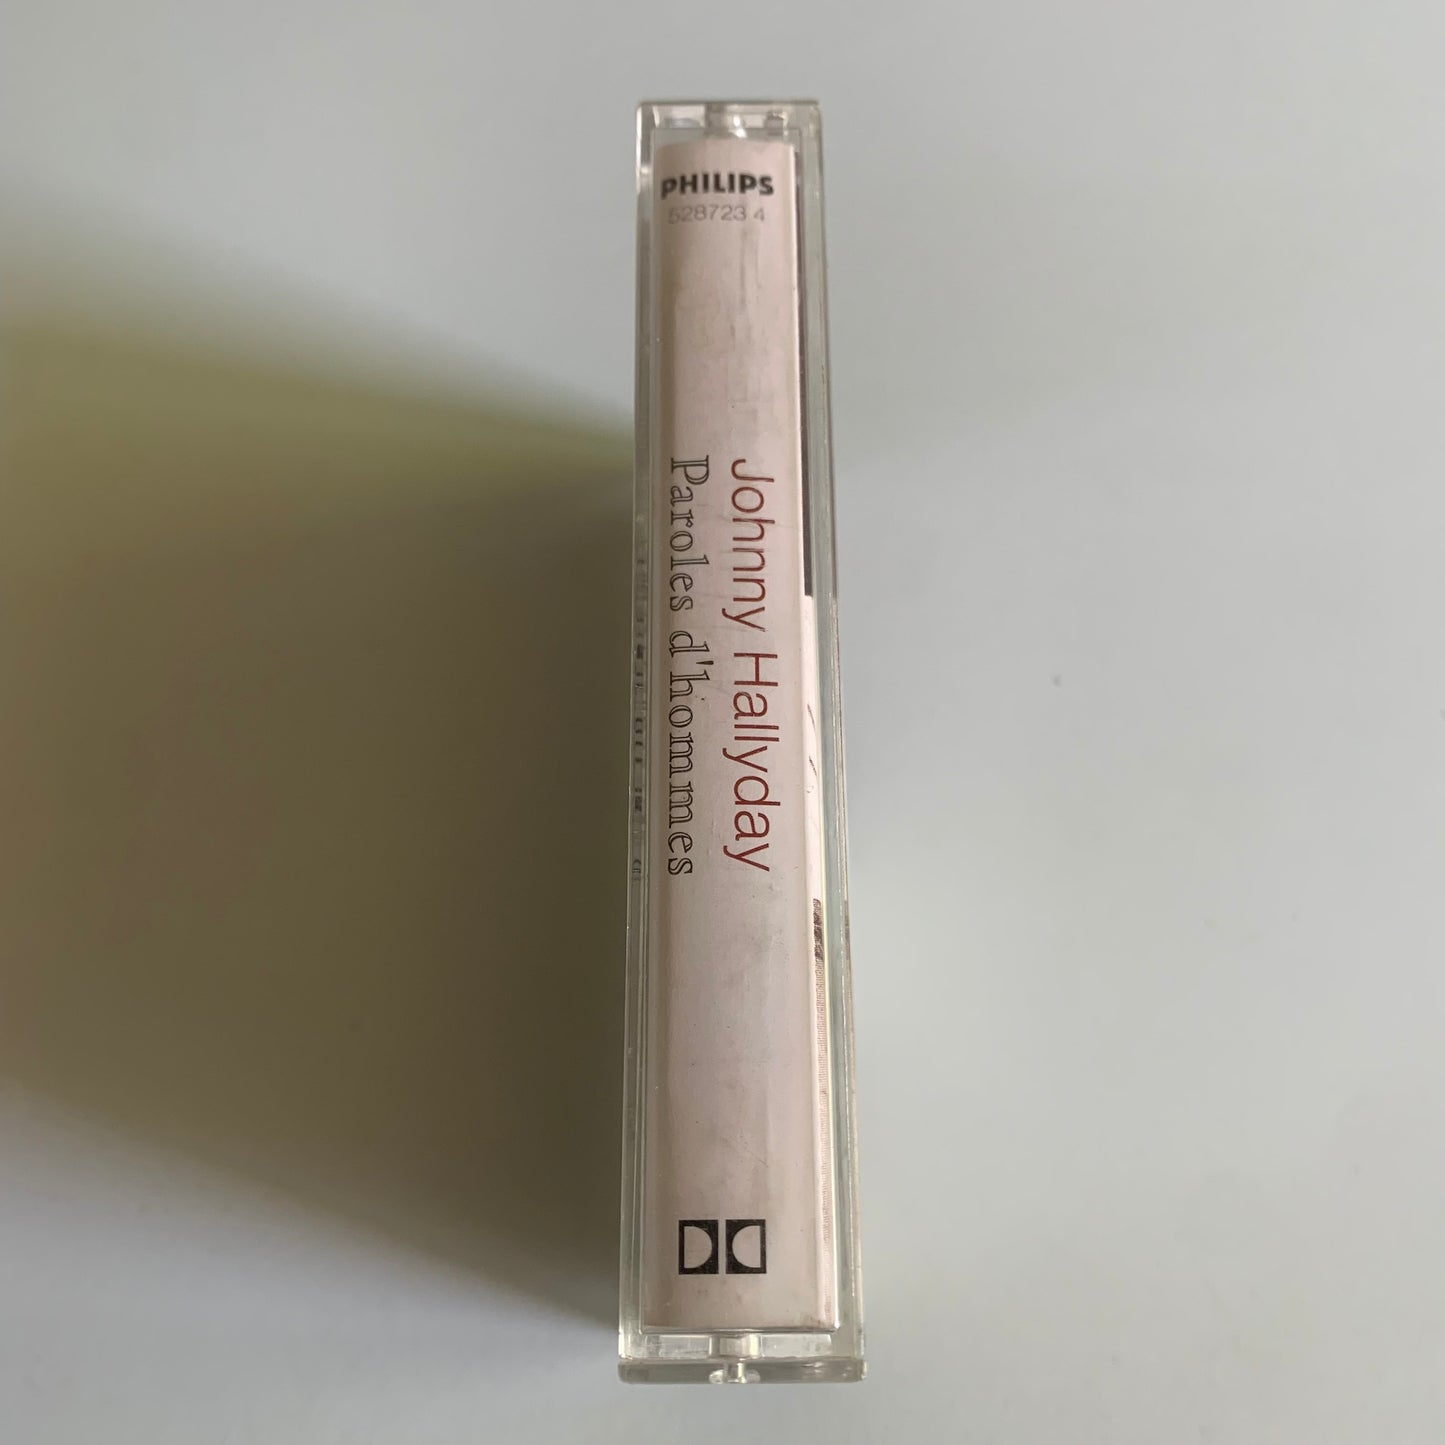 PHILIPS
528723 4
Johnny Hallyday
Paroles d'hommes